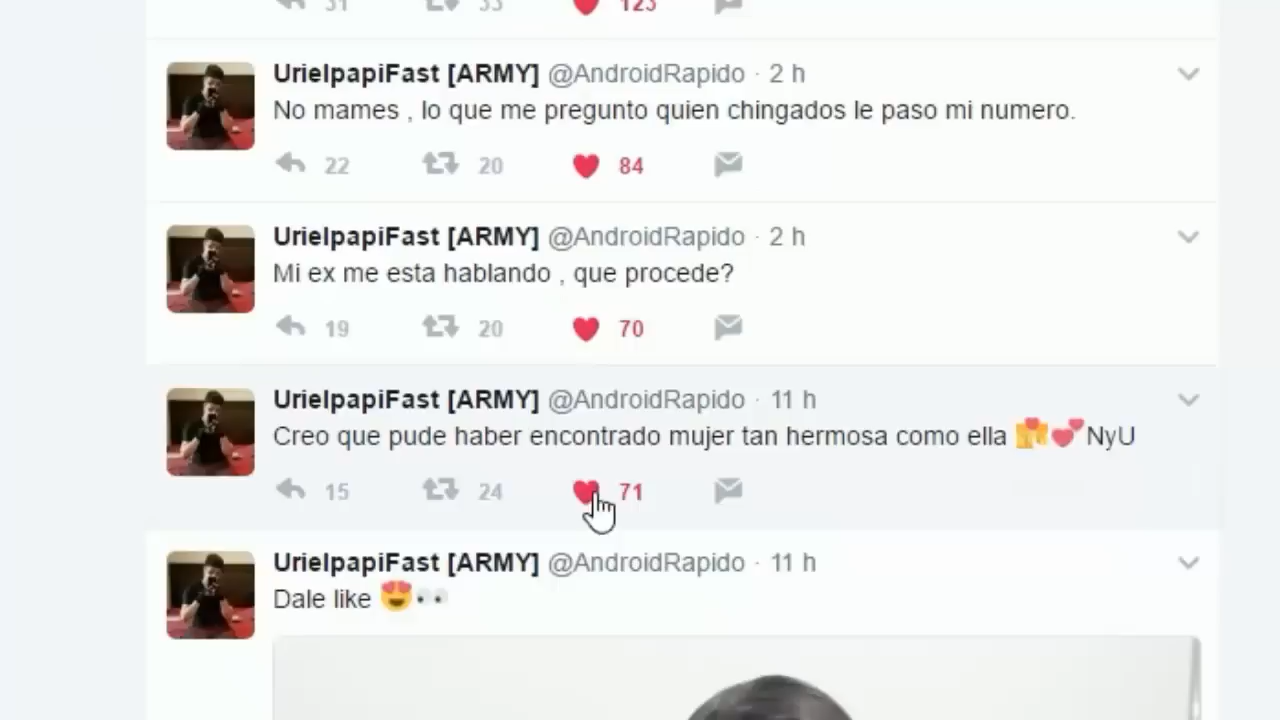 31 33 123
UrielpapiFast [ARMY] @AndroidRapido · 2 h
No mames , lo que me pregunto quien chingados le paso mi numero.
22 20 84
UrielpapiFast [ARMY] @AndroidRapido · 2 h
Mi ex me esta hablando , que procede?
19 20 70
UrielpapiFast [ARMY] @AndroidRapido · 11 h
Creo que pude haber encontrado mujer tan hermosa como ella 💏💕NyU
15 24 71
UrielpapiFast [ARMY] @AndroidRapido · 11 h
Dale like 😍👀